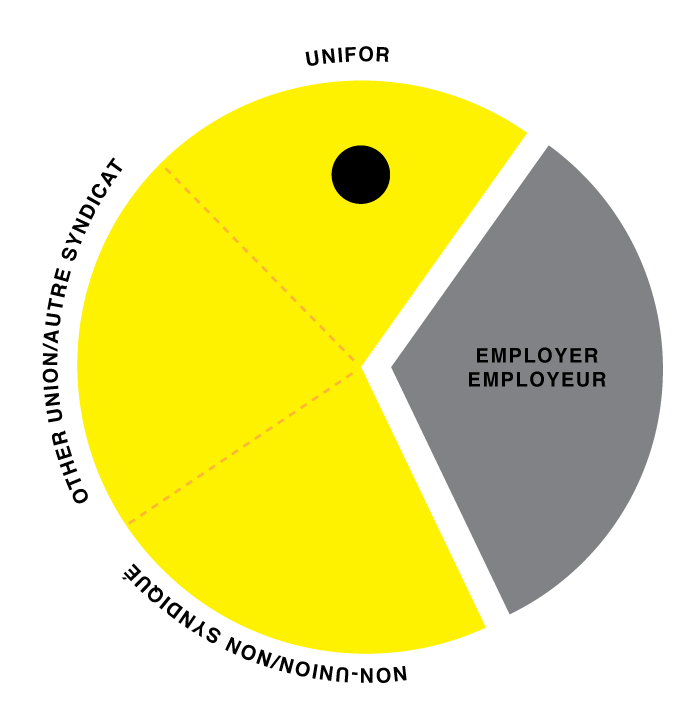 UNIFOR
OTHER UNION/AUTRE SYNDICAT
EMPLOYER
EMPLOYEUR
NON-UNION/NON SYNDIQUÉ